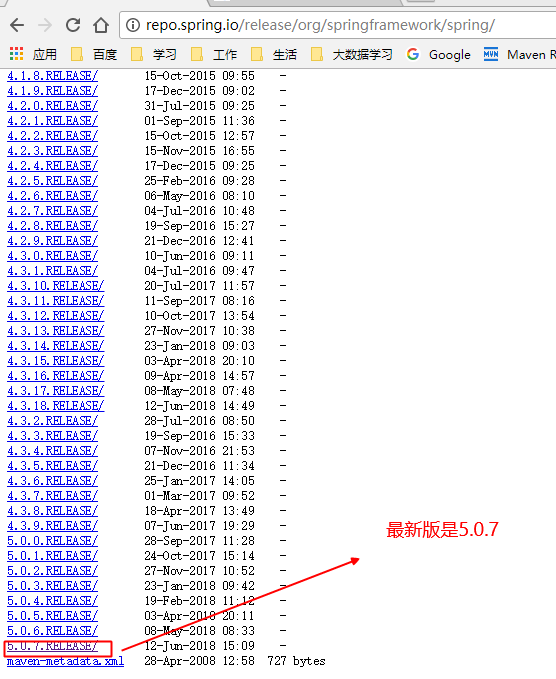 repo.spring.io/release/org/springframework/spring/
应用 百度 学习 工作 生活 大数据学习 Google Maven R
4.1.8.RELEASE/ 15-Oct-2015 09:55 -
4.1.9.RELEASE/ 17-Dec-2015 09:02 -
4.2.0.RELEASE/ 31-Jul-2015 09:25 -
4.2.1.RELEASE/ 01-Sep-2015 11:36 -
4.2.2.RELEASE/ 15-Oct-2015 12:57 -
4.2.3.RELEASE/ 15-Nov-2015 16:55 -
4.2.4.RELEASE/ 17-Dec-2015 09:25 -
4.2.5.RELEASE/ 25-Feb-2016 09:28 -
4.2.6.RELEASE/ 06-May-2016 08:10 -
4.2.7.RELEASE/ 04-Jul-2016 10:48 -
4.2.8.RELEASE/ 19-Sep-2016 15:27 -
4.2.9.RELEASE/ 21-Dec-2016 12:41 -
4.3.0.RELEASE/ 10-Jun-2016 09:11 -
4.3.1.RELEASE/ 04-Jul-2016 09:47 -
4.3.10.RELEASE/ 20-Jul-2017 11:57 -
4.3.11.RELEASE/ 11-Sep-2017 08:16 -
4.3.12.RELEASE/ 10-Oct-2017 13:54 -
4.3.13.RELEASE/ 27-Nov-2017 10:38 -
4.3.14.RELEASE/ 23-Jan-2018 09:03 -
4.3.15.RELEASE/ 03-Apr-2018 20:10 -
4.3.16.RELEASE/ 09-Apr-2018 14:57 -
4.3.17.RELEASE/ 08-May-2018 07:48 -
4.3.18.RELEASE/ 12-Jun-2018 14:49 -
4.3.2.RELEASE/ 28-Jul-2016 08:50 -
4.3.3.RELEASE/ 19-Sep-2016 15:33 -
4.3.4.RELEASE/ 07-Nov-2016 21:53 -
4.3.5.RELEASE/ 21-Dec-2016 11:34 -
4.3.6.RELEASE/ 25-Jan-2017 14:05 -
4.3.7.RELEASE/ 01-Mar-2017 09:52 -
4.3.8.RELEASE/ 18-Apr-2017 13:49 -
4.3.9.RELEASE/ 07-Jun-2017 19:29 -
5.0.0.RELEASE/ 28-Sep-2017 11:28 -
最新版是5.0.7
5.0.1.RELEASE/ 24-Oct-2017 15:14 -
5.0.2.RELEASE/ 27-Nov-2017 10:52 -
5.0.3.RELEASE/ 23-Jan-2018 09:42 -
5.0.4.RELEASE/ 19-Feb-2018 11:12 -
5.0.5.RELEASE/ 03-Apr-2018 20:11 -
5.0.6.RELEASE/ 08-May-2018 08:33 -
5.0.7.RELEASE/ 12-Jun-2018 15:09 -
maven-metadata.xml 28-Apr-2008 12:58 727 bytes